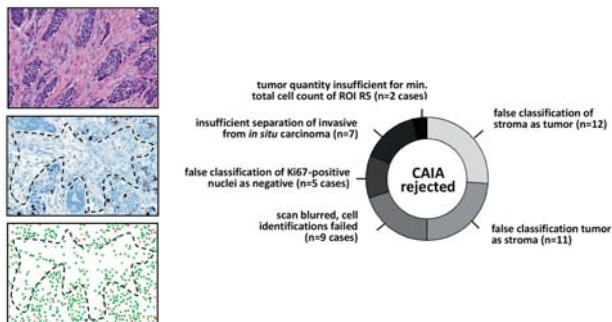 tumor quantity insufficient for min.
total cell count of ROI R5 (n=2 cases)
insufficient separation of invasive
from in situ carcinoma (n=7)
false classification of Ki67-positive
nuclei as negative (n=5 cases)
scan blurred, cell
identifications failed
(n=9 cases)
CAIA
rejected
false classification of
stroma as tumor (n=12)
false classification tumor
as stroma (n=11)